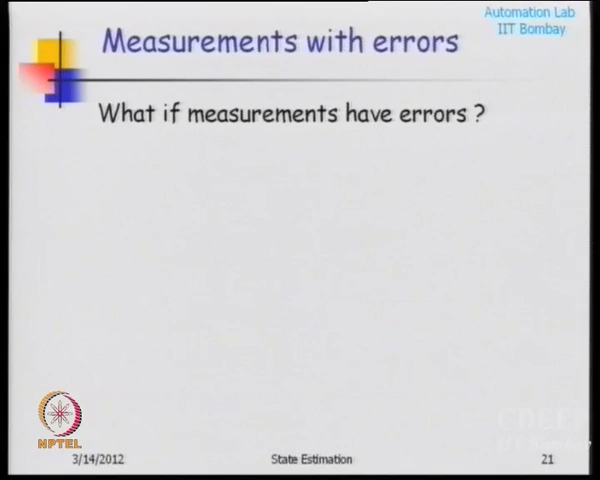 Automation Lab
IIT Bombay
Measurements with errors
What if measurements have errors ?
NPTEL
3/14/2012
State Estimation
21